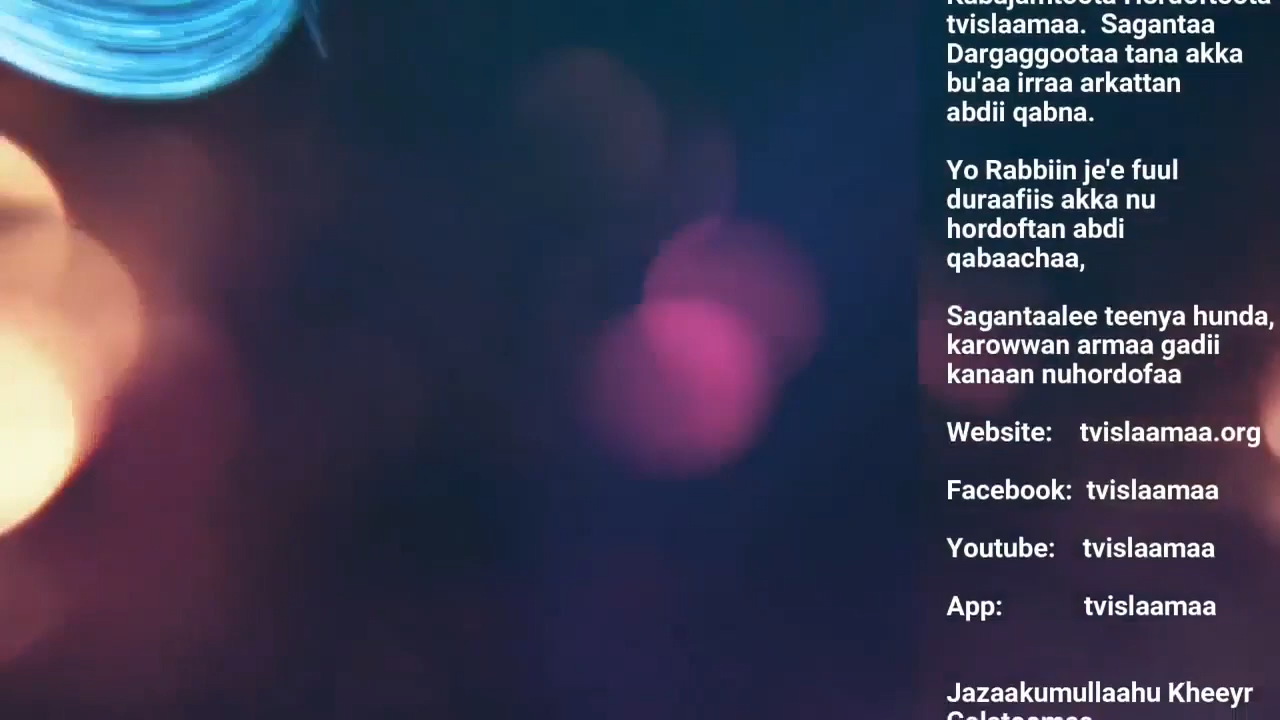 Kabajamtoota Hordoftoota
tvislaamaa. Sagantaa
Dargaggootaa tana akka
bu'aa irraa arkattan
abdii qabna.
Yo Rabbiin je'e fuul
duraafiis akka nu
hordoftan abdi
qabaachaa,
Sagantaalee teenya hunda,
karowwan armaa gadii
kanaan nuhordofaa
Website: tvislaamaa.org
Facebook: tvislaamaa
Youtube: tvislaamaa
App: tvislaamaa
Jazaakumullaahu Kheeyr